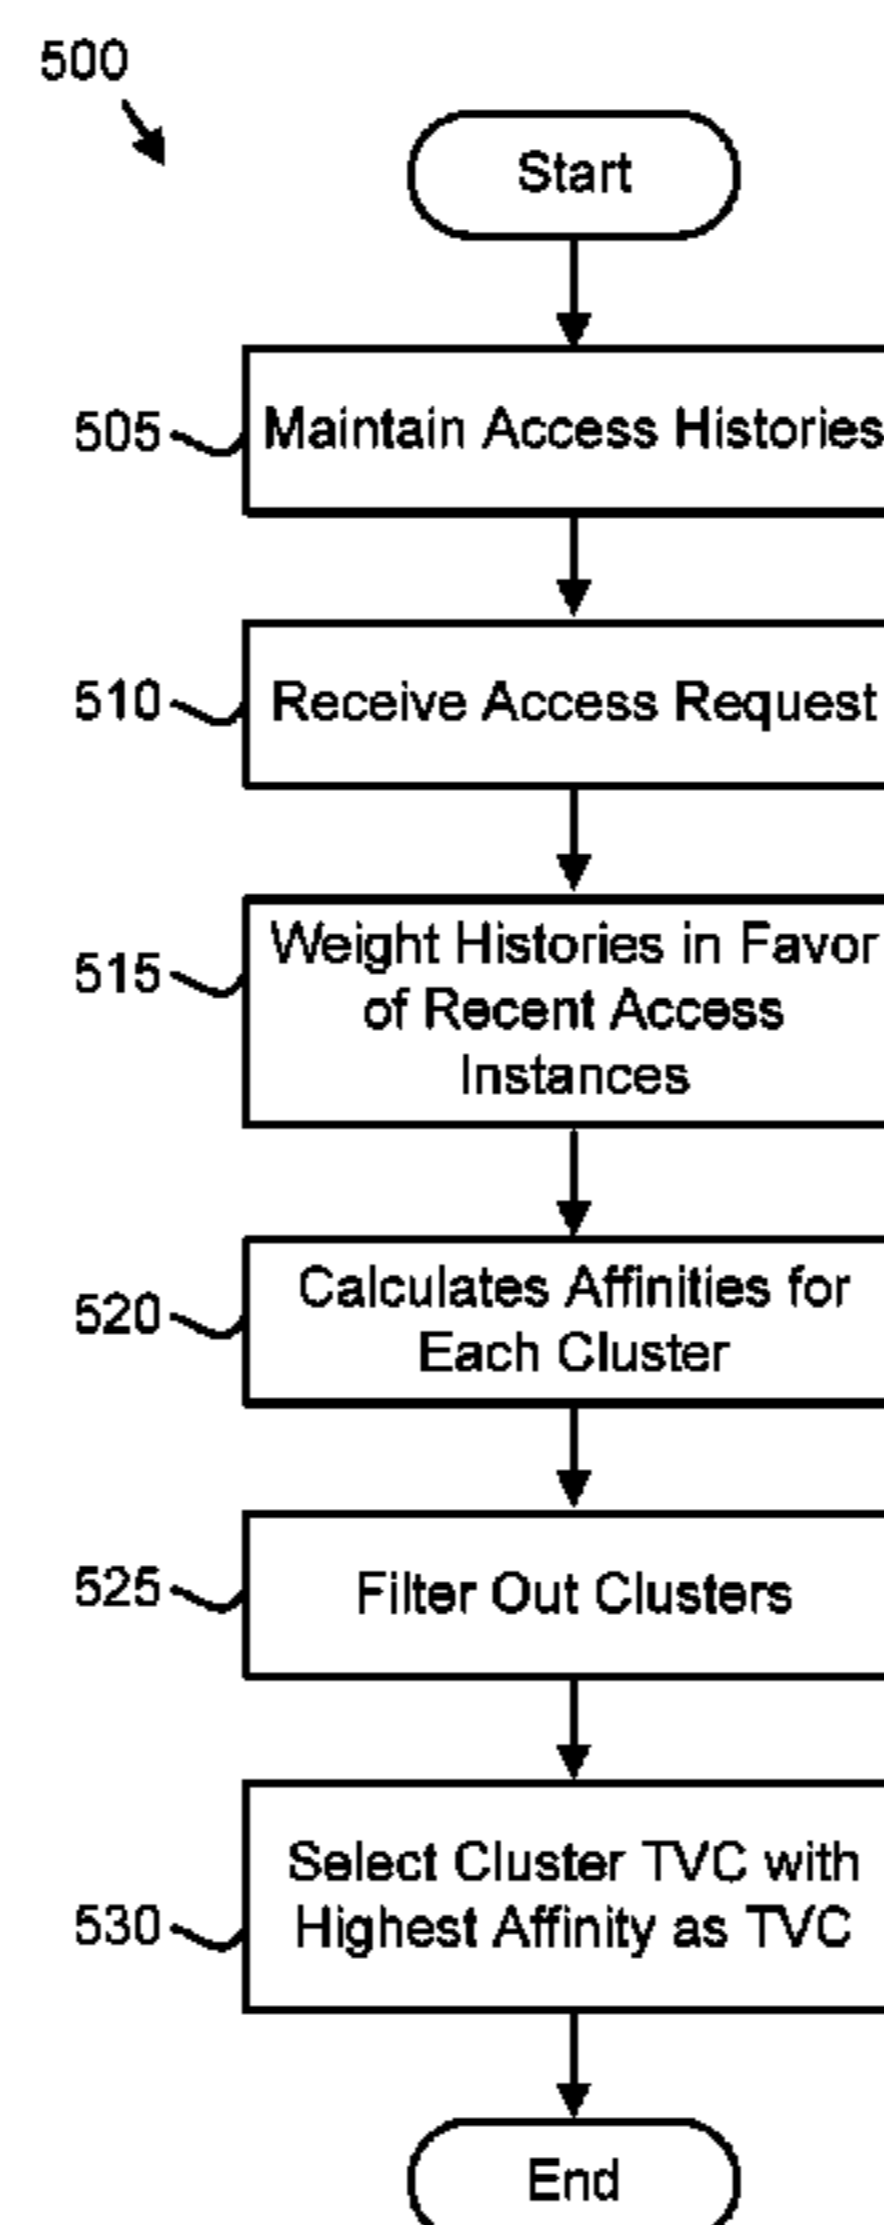 500
Start
505
Maintain Access Histories
510
Receive Access Request
515
Weight Histories in Favor
of Recent Access
Instances
520
Calculates Affinities for
Each Cluster
525
Filter Out Clusters
530
Select Cluster TVC with
Highest Affinity as TVC
End